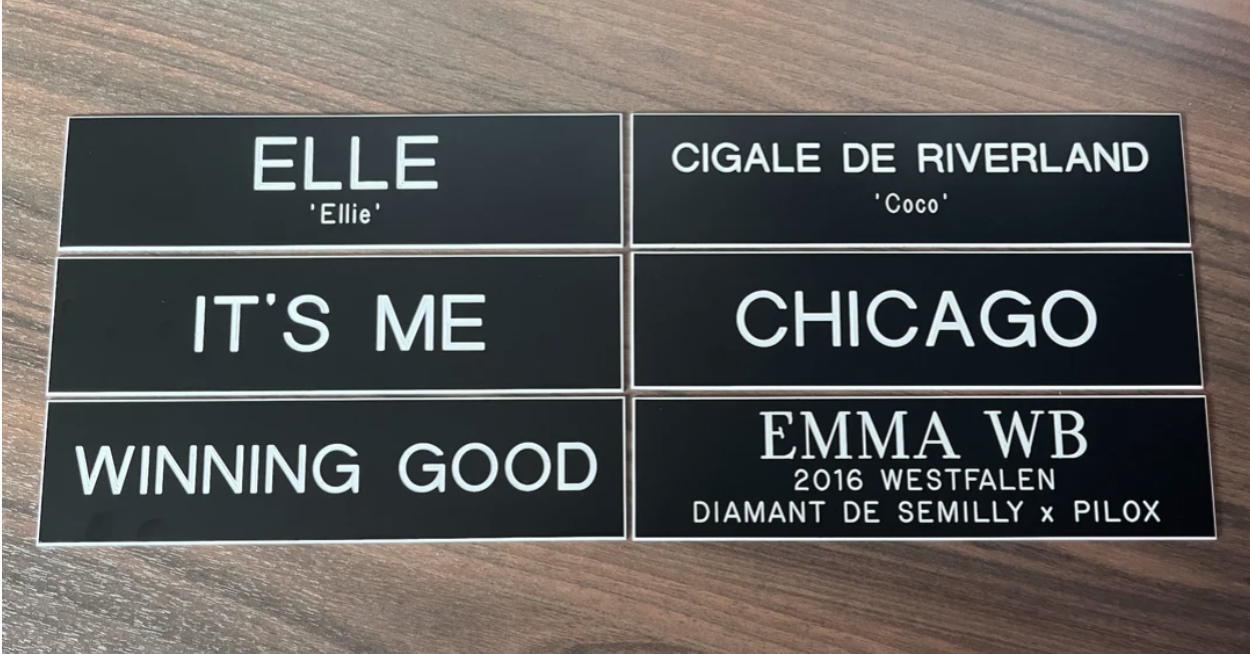 ELLE
'Ellie'
CIGALE DE RIVERLAND
'Coco'
IT'S ME
CHICAGO
WINNING GOOD
EMMA WB
2016 WESTFALEN
DIAMANT DE SEMILLY x PILOX